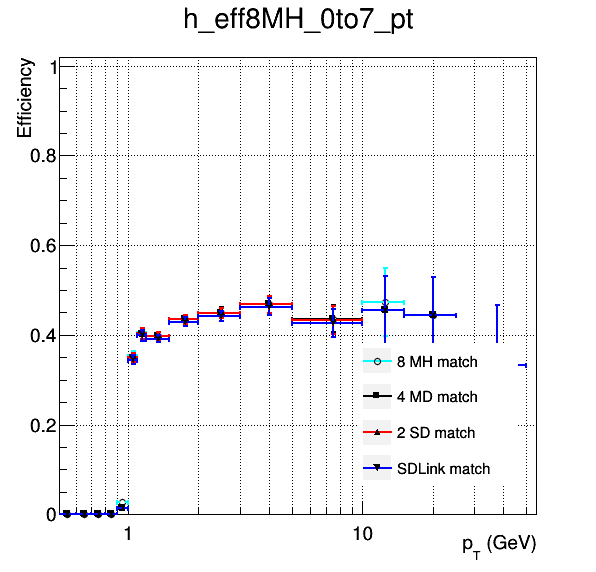 h_eff8MH_0to7_pt
Efficiency
1
0.8
0.6
0.4
0.2
0
8 MH match
4 MD match
2 SD match
SDLink match
1
10
p_T (GeV)